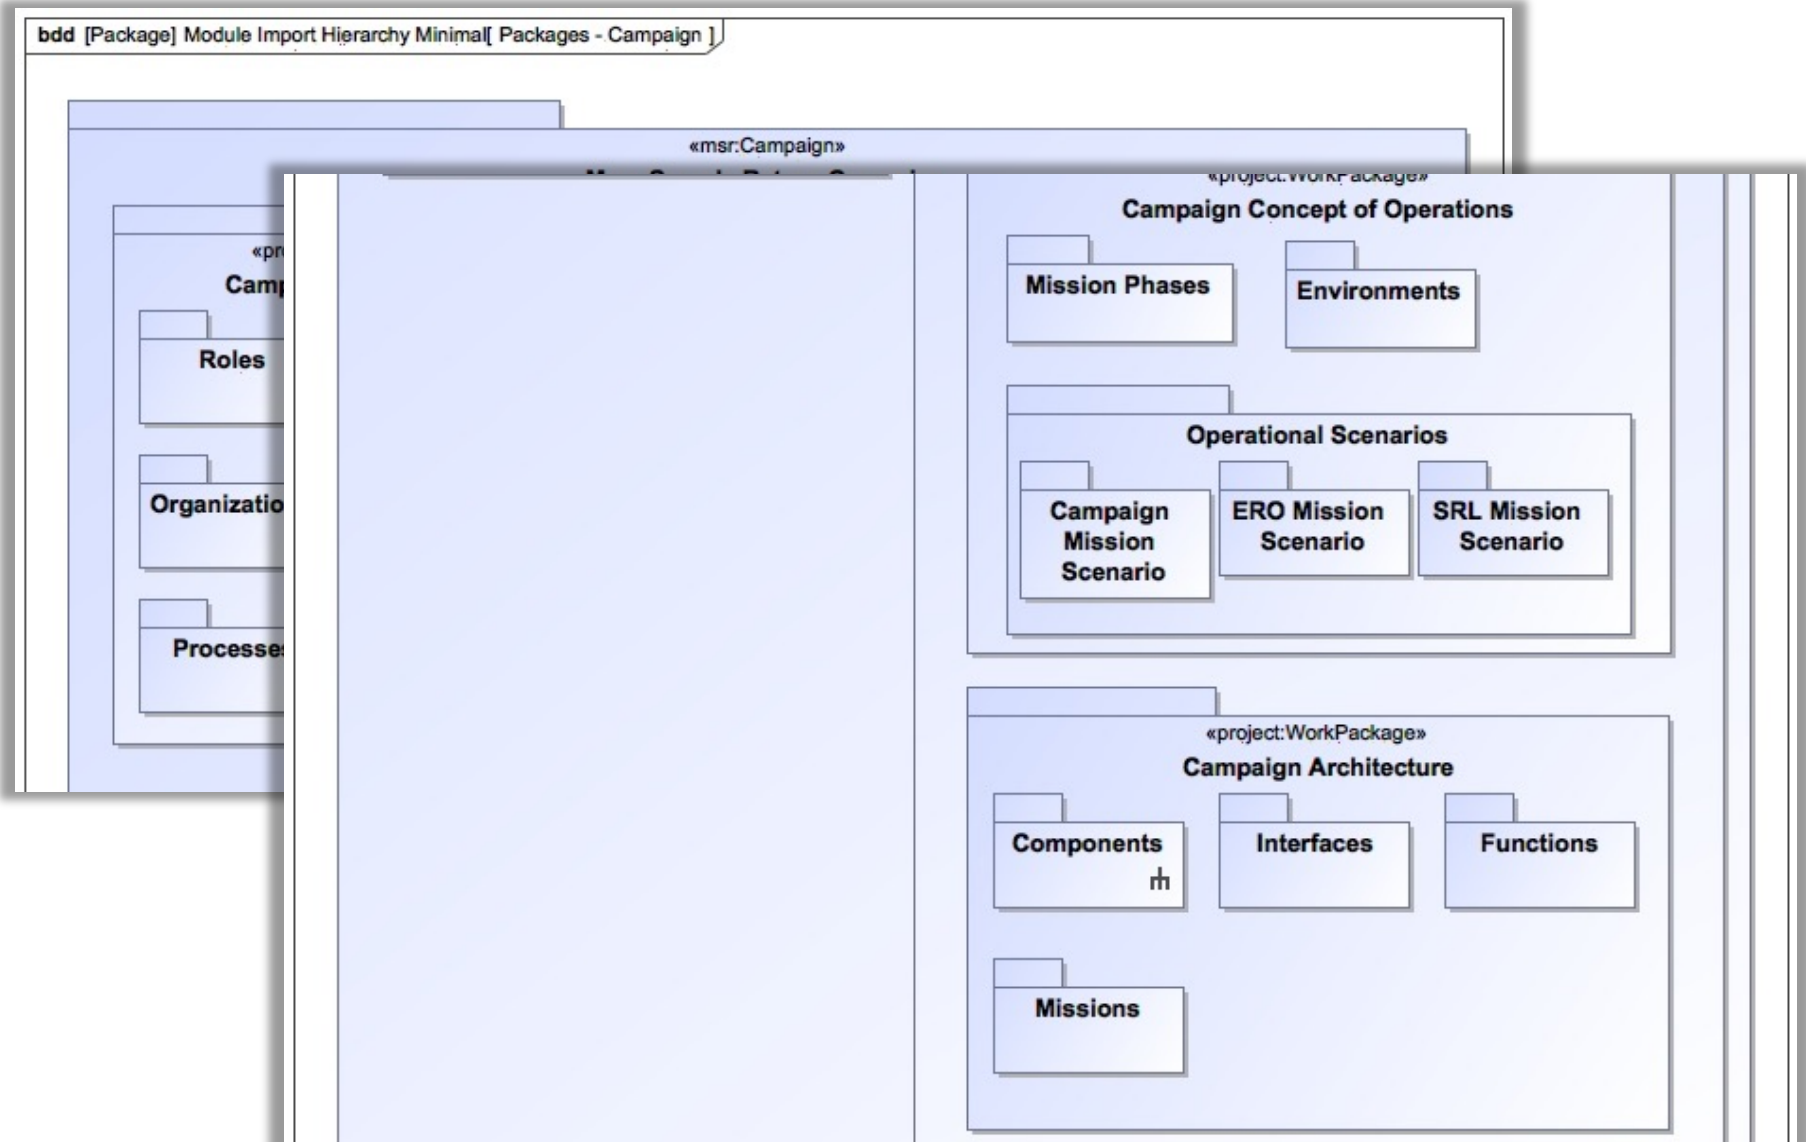 bdd [Package] Module Import Hierarchy Minimal[ Packages - Campaign ]
«msr:Campaign»
Roles
Processes
«project:WorkPackage»
Campaign Concept of Operations
Mission Phases
Environments
Operational Scenarios
Campaign
Mission
Scenario
ERO Mission
Scenario
SRL Mission
Scenario
«project:WorkPackage»
Campaign Architecture
Components
Interfaces
Functions
Missions